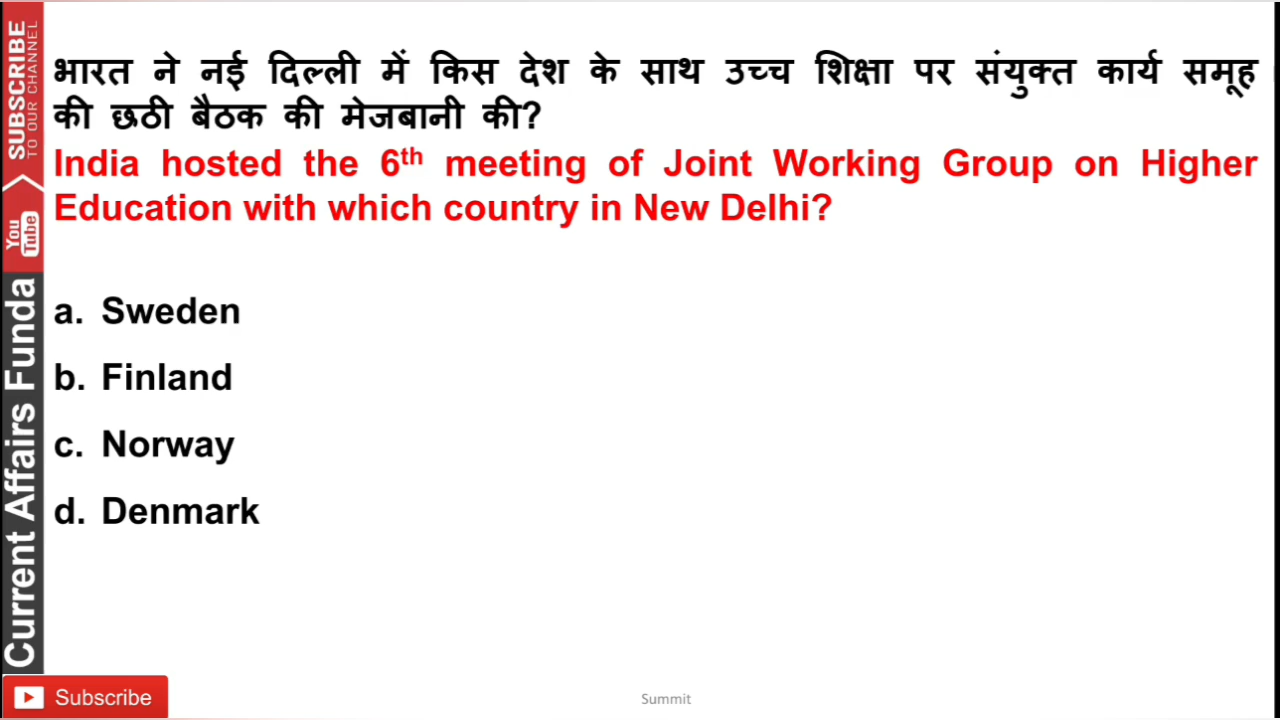 भारत ने नई दिल्ली में किस देश के साथ उच्च शिक्षा पर संयुक्त कार्य समूह
की छठी बैठक की मेजबानी की?
India hosted the 6th meeting of Joint Working Group on Higher
Education with which country in New Delhi?
a. Sweden
b. Finland
c. Norway
d. Denmark
SUBSCRIBE
TO OUR CHANNEL
You
Tube
Current Affairs Funda
Subscribe
Summit